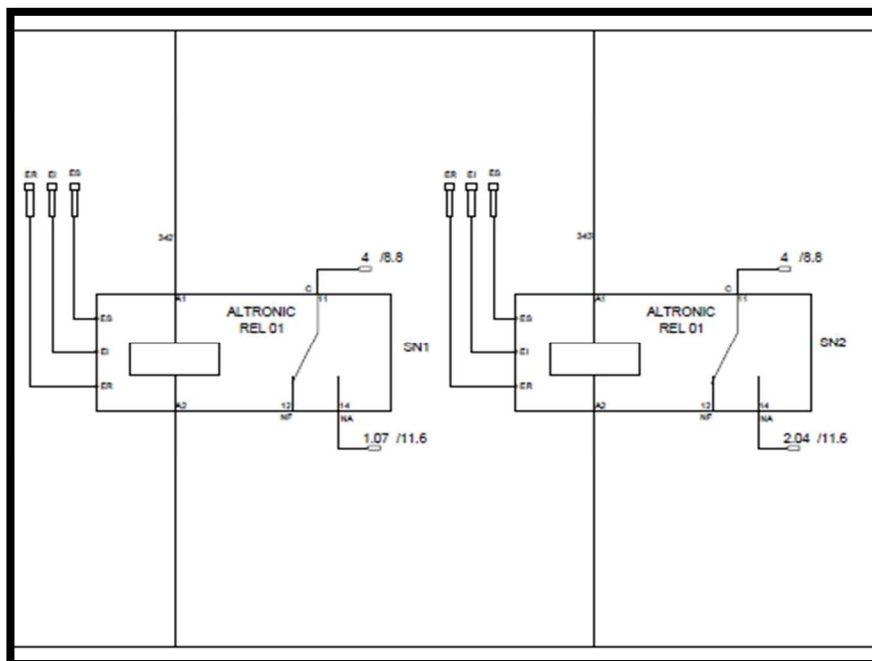 ER EI ES
342
4 /8.8
C
A1 11
ALTRONIC
REL 01
ES
EI
ER
SN1
A2 12 14
NF NA
1.07 /11.6
ER EI ES
343
4 /8.8
C
A1 11
ALTRONIC
REL 01
ES
EI
ER
SN2
A2 12 14
NF NA
2.04 /11.6